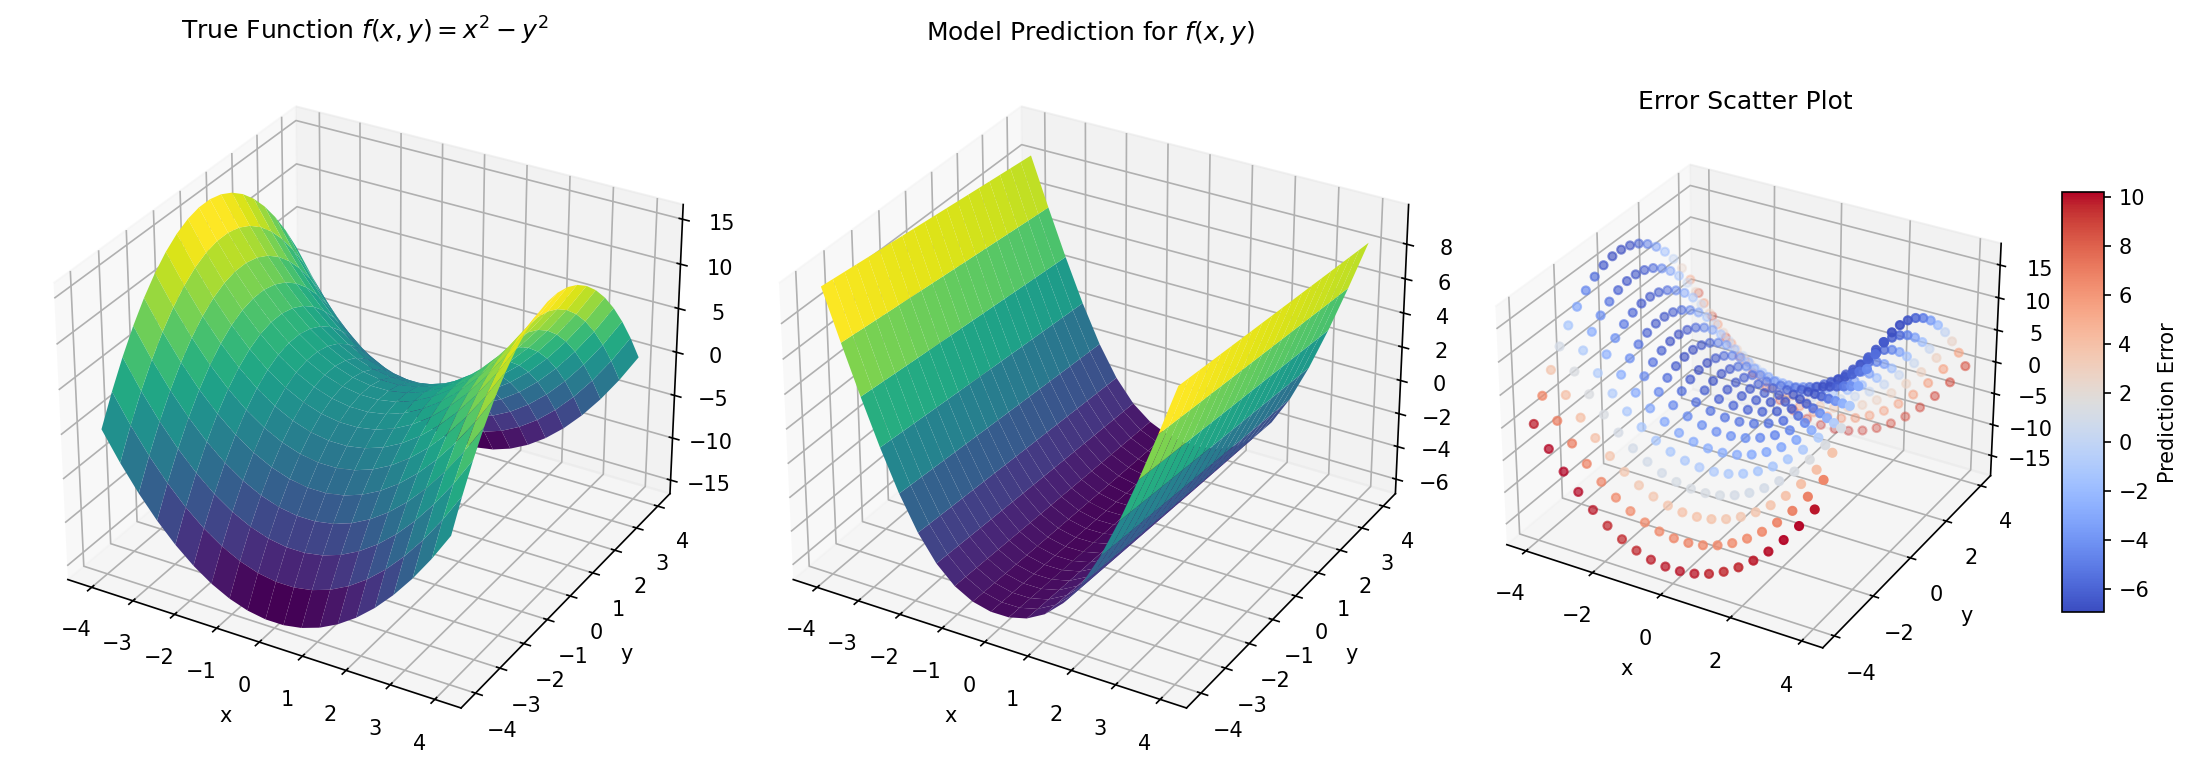 True Function f(x, y) = x² − y²
15
10
5
0
−5
−10
−15
−4 −3 −2 −1 0 1 2 3 4
x
−4 −3 −2 −1 0 1 2 3 4
y
Model Prediction for f(x, y)
8
6
4
2
0
−2
−4
−6
−4 −3 −2 −1 0 1 2 3 4
x
−4 −3 −2 −1 0 1 2 3 4
y
Error Scatter Plot
15
10
5
0
−5
−10
−15
−4 −2 0 2 4
x
−4 −2 0 2 4
y
10
8
6
4
2
0
−2
−4
−6
Prediction Error